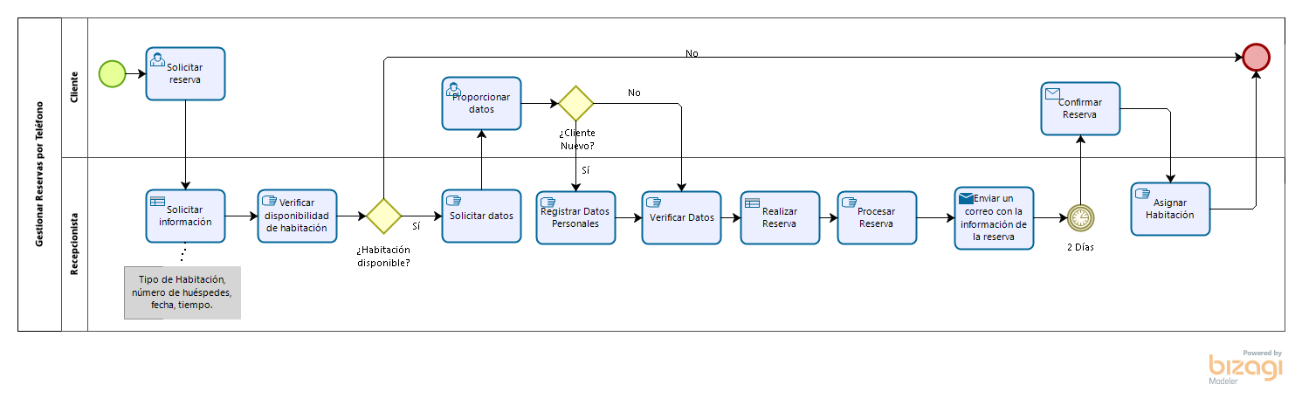 Gestionar Reservas por Teléfono
Cliente
Recepcionista
Solicitar
reserva
No
Proporcionar
datos
No
¿Cliente
Nuevo?
Sí
Confirmar
Reserva
Solicitar
información
Verificar
disponibilidad
de habitación
¿Habitación
disponible?
Sí
Solicitar datos
Registrar Datos
Personales
Verificar Datos
Realizar
Reserva
Procesar
Reserva
Enviar un
correo con la
información de
la reserva
2 Días
Asignar
Habitación
Tipo de Habitación,
número de huéspedes,
fecha, tiempo.
Powered by
bizagi
Modeler